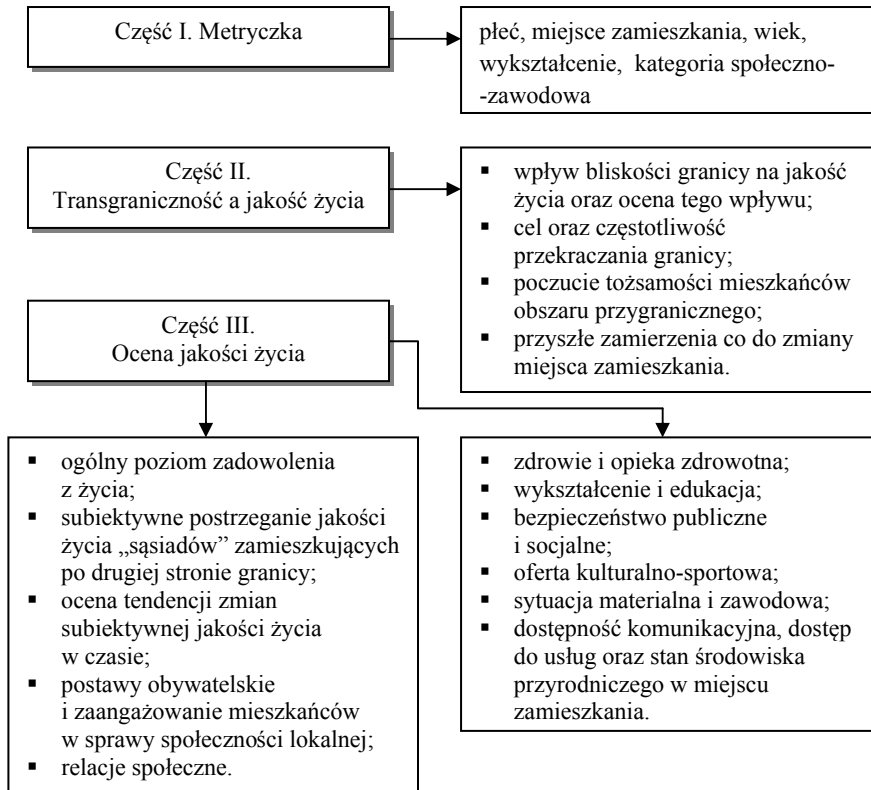 Część I. Metryczka
płeć, miejsce zamieszkania, wiek,
wykształcenie, kategoria społeczno-
-zawodowa
Część II.
Transgraniczność a jakość życia
▪ wpływ bliskości granicy na jakość
życia oraz ocena tego wpływu;
▪ cel oraz częstotliwość
przekraczania granicy;
▪ poczucie tożsamości mieszkańców
obszaru przygranicznego;
▪ przyszłe zamierzenia co do zmiany
miejsca zamieszkania.
Część III.
Ocena jakości życia
▪ ogólny poziom zadowolenia
z życia;
▪ subiektywne postrzeganie jakości
życia „sąsiadów” zamieszkujących
po drugiej stronie granicy;
▪ ocena tendencji zmian
subiektywnej jakości życia
w czasie;
▪ postawy obywatelskie
i zaangażowanie mieszkańców
w sprawy społeczności lokalnej;
▪ relacje społeczne.
▪ zdrowie i opieka zdrowotna;
▪ wykształcenie i edukacja;
▪ bezpieczeństwo publiczne
i socjalne;
▪ oferta kulturalno-sportowa;
▪ sytuacja materialna i zawodowa;
▪ dostępność komunikacyjna, dostęp
do usług oraz stan środowiska
przyrodniczego w miejscu
zamieszkania.